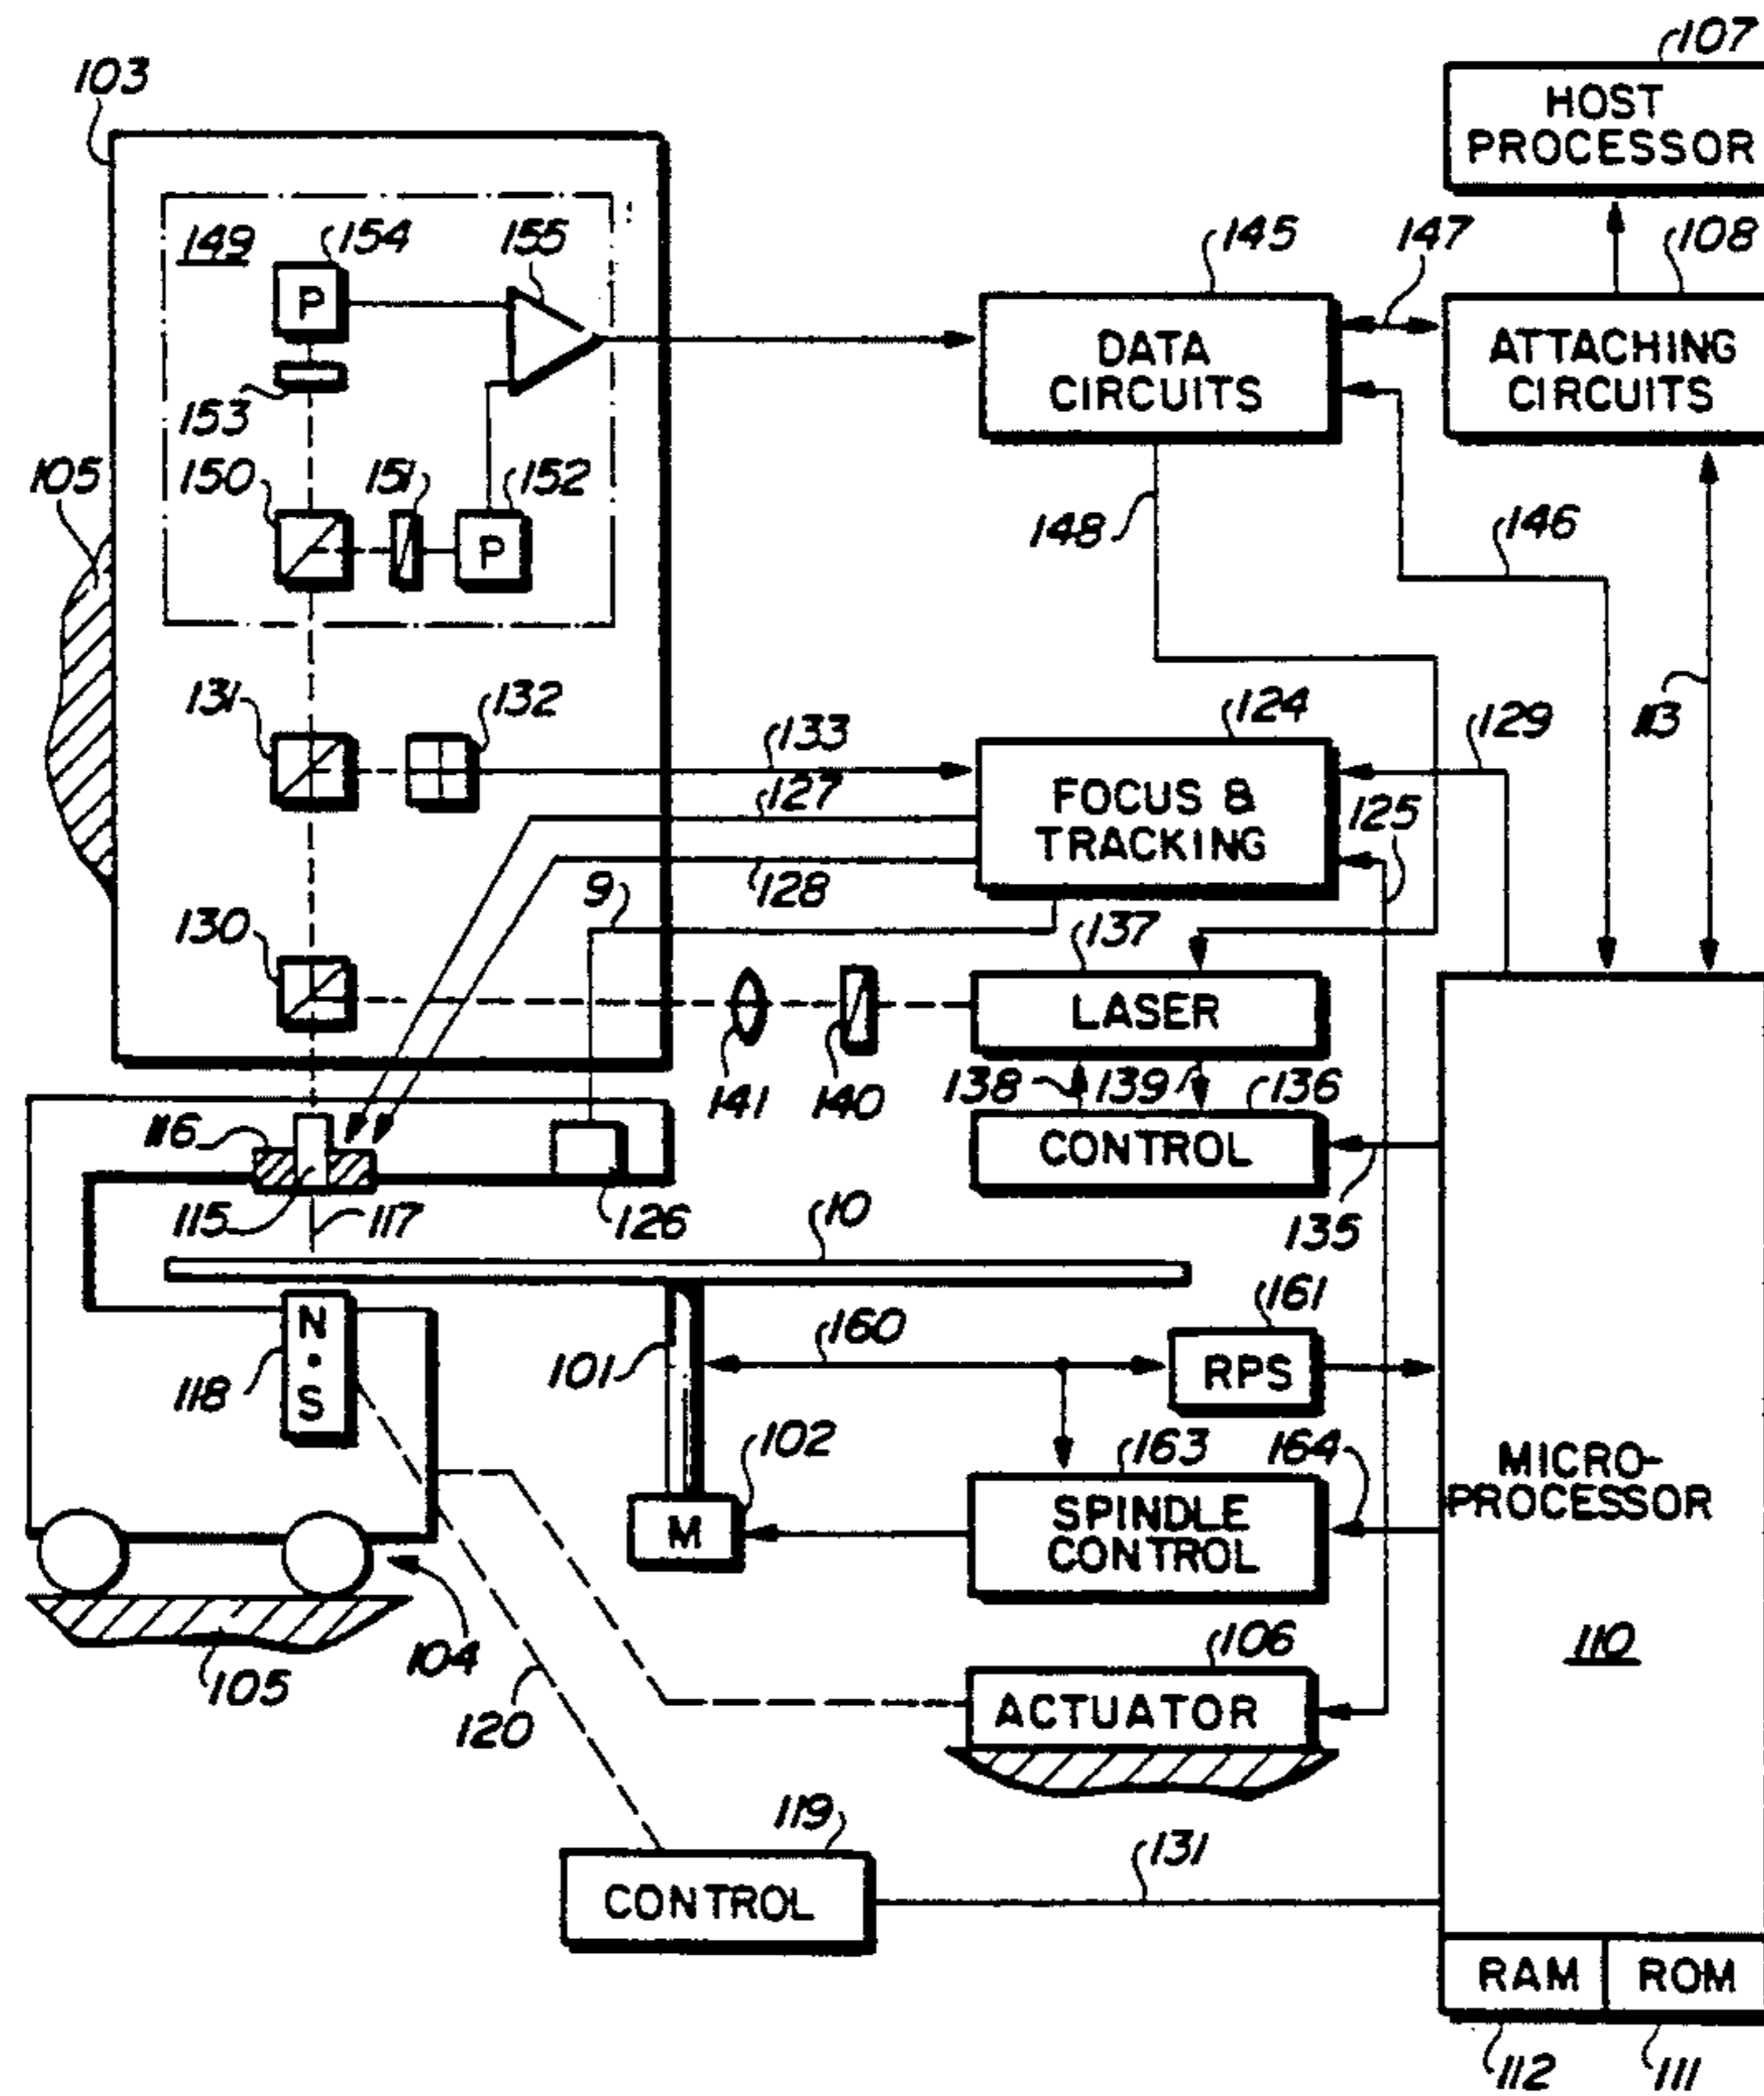 107
HOST
PROCESSOR
103
149
154
155
145
147
108
P
DATA
CIRCUITS
ATTACHING
CIRCUITS
153
105
150
151
152
P
148
146
113
131
132
133
124
129
127
FOCUS &
TRACKING
125
128
9
130
137
LASER
141
140
138
139
136
CONTROL
135
116
115
117
126
10
161
160
RPS
101
N
S
118
102
163
164
M
SPINDLE
CONTROL
MICRO-
PROCESSOR
110
104
105
120
106
ACTUATOR
119
131
CONTROL
RAM
ROM
112
111